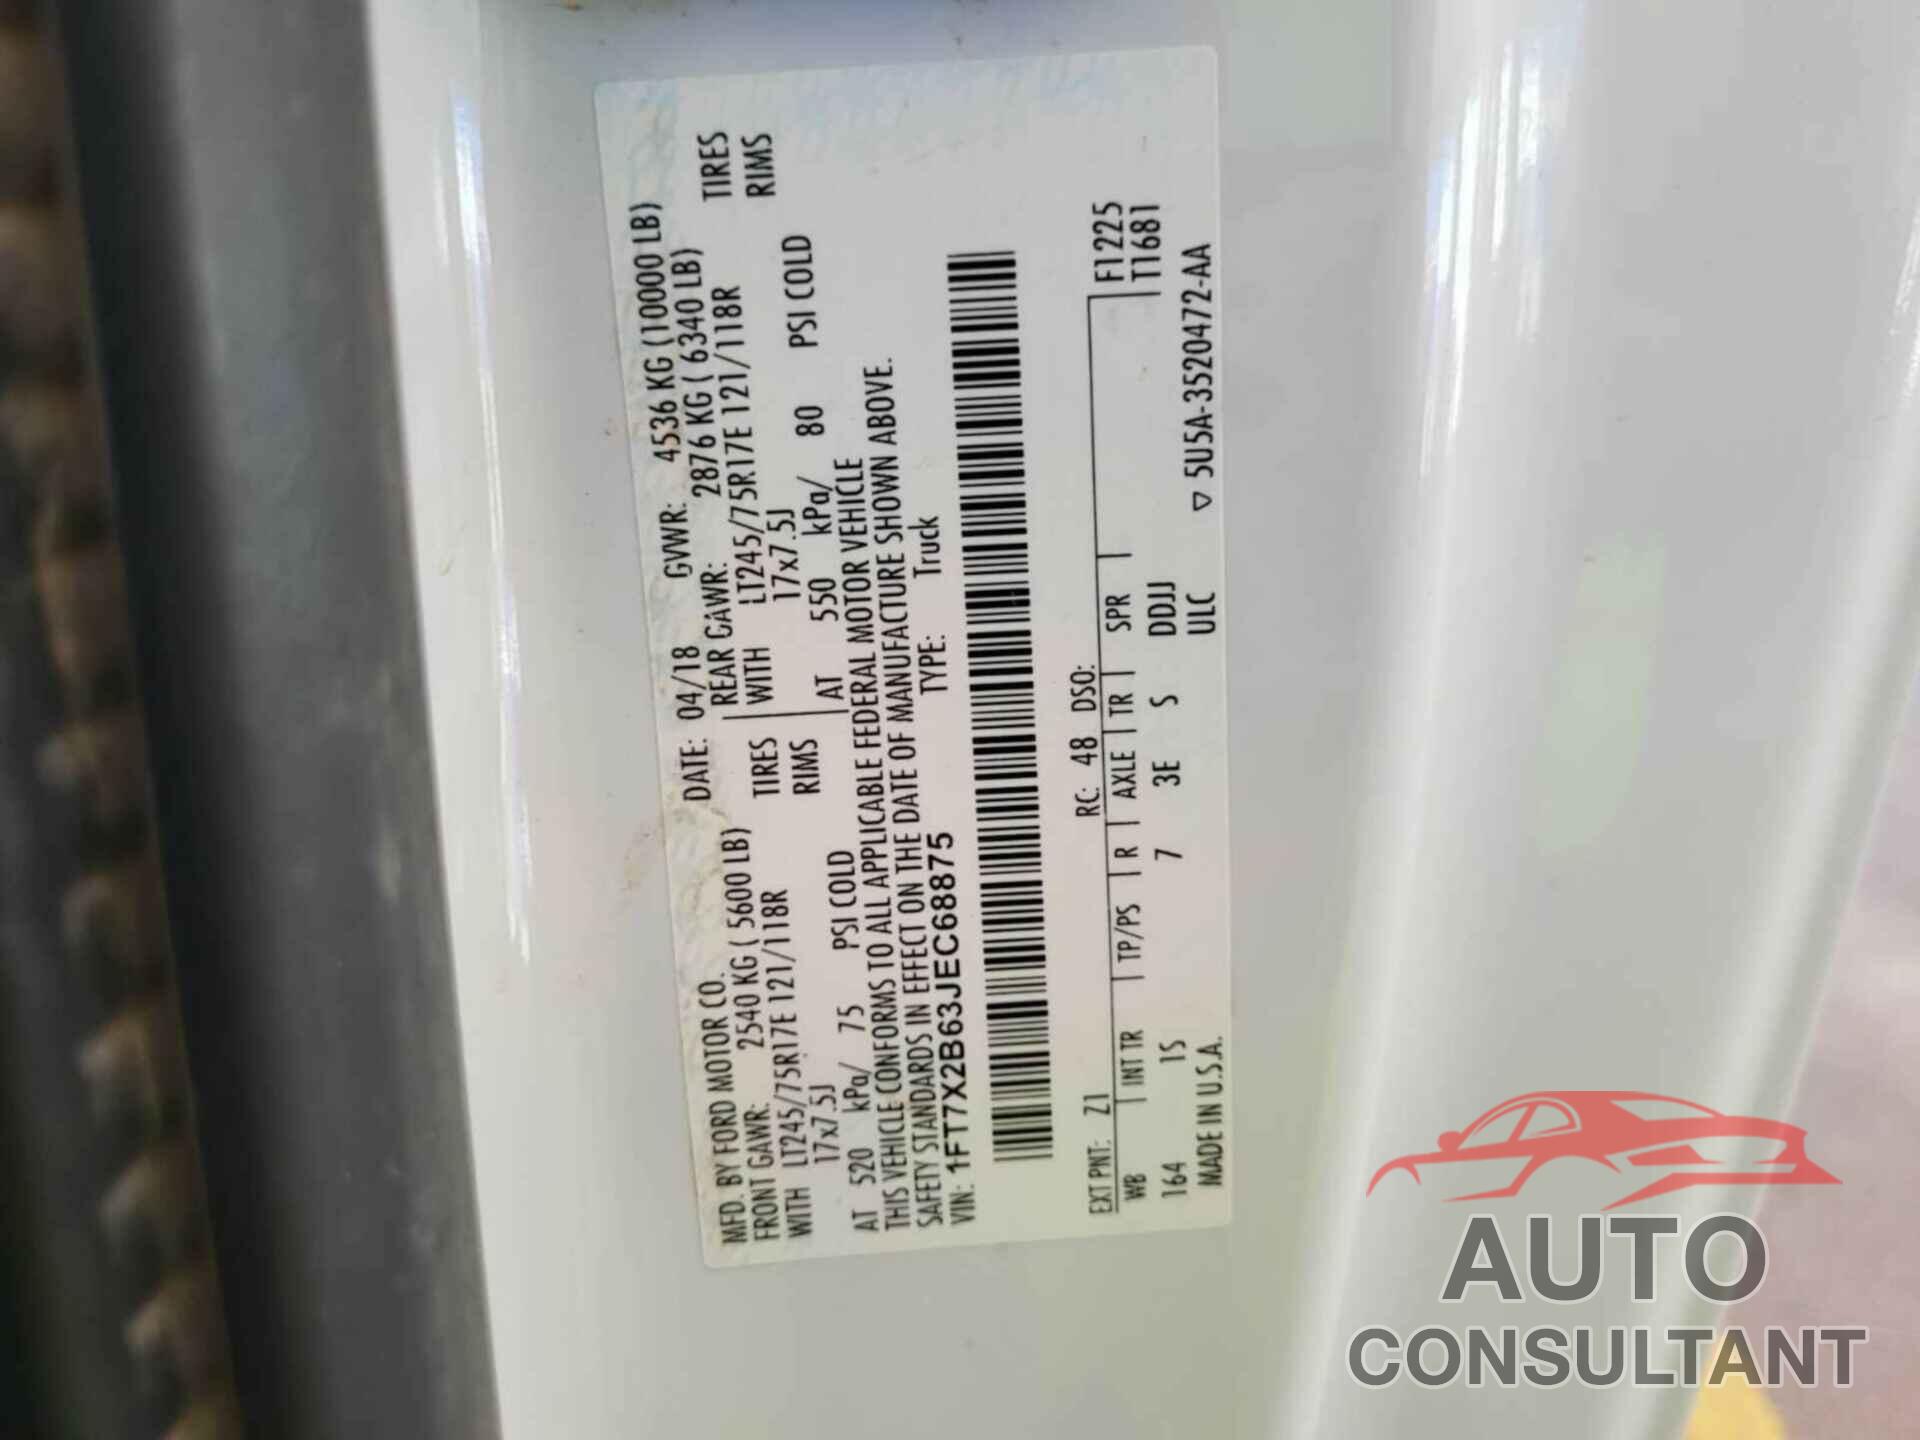 MFD. BY FORD MOTOR CO.
DATE: 04/18 GVWR: 4536 KG (10000 LB)
FRONT GAWR: 2540 KG ( 5600 LB) REAR GAWR: 2876 KG ( 6340 LB)
WITH LT245/75R17E 121/118R TIRES WITH LT245/75R17E 121/118R TIRES
17x7.5J RIMS 17x7.5J RIMS
AT 520 kPa/ 75 PSI COLD AT 550 kPa/ 80 PSI COLD
THIS VEHICLE CONFORMS TO ALL APPLICABLE FEDERAL MOTOR VEHICLE
SAFETY STANDARDS IN EFFECT ON THE DATE OF MANUFACTURE SHOWN ABOVE.
VIN: 1FT7X2B63JEC68875 TYPE: Truck
EXT PNT: Z1 RC: 48 DSO: F1225
WB INT TR TP/PS R AXLE TR SPR T1681
164 1S 7 3E S DDJJ
MADE IN U.S.A. ULC ▽ 5U5A-3520472-AA
AUTO
CONSULTANT